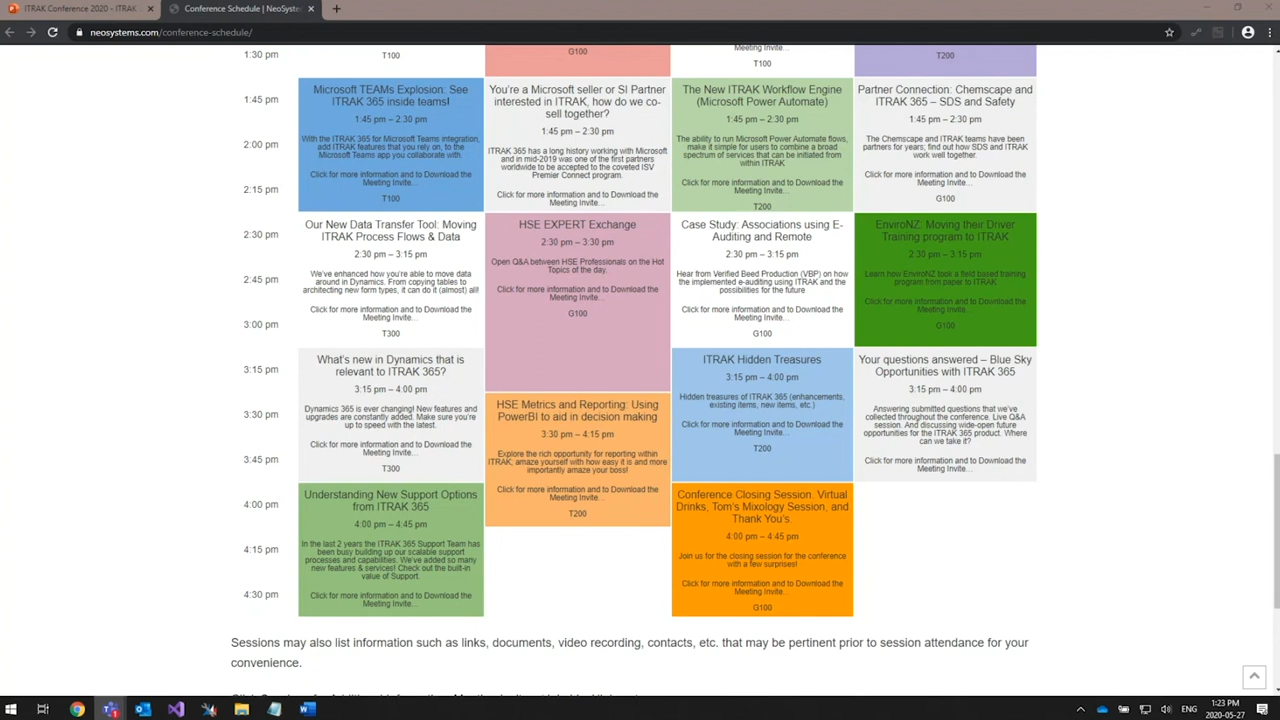 ITRAK Conference 2020 – ITRAK 3
Conference Schedule | NeoSystem
neosystems.com/conference-schedule/
1:30 pm
T100
G100
Meeting Invite...
T100
T200
1:45 pm
2:00 pm
2:15 pm
Microsoft TEAMs Explosion: See
ITRAK 365 inside teams!
1:45 pm – 2:30 pm
With the ITRAK 365 for Microsoft Teams integration,
add ITRAK features that you rely on, to the
Microsoft Teams app you collaborate with.
Click for more information and to Download the
Meeting Invite...
T100
You're a Microsoft seller or SI Partner
interested in ITRAK, how do we co-
sell together?
1:45 pm – 2:30 pm
ITRAK 365 has a long history working with Microsoft
and in mid-2019 was one of the first partners
worldwide to be accepted to the coveted ISV
Premier Connect program.
Click for more information and to Download the
Meeting Invite...
The New ITRAK Workflow Engine
(Microsoft Power Automate)
1:45 pm – 2:30 pm
The ability to run Microsoft Power Automate flows,
make it simple for users to combine a broad
spectrum of services that can be initiated from
within ITRAK
Click for more information and to Download the
Meeting Invite...
T200
Partner Connection: Chemscape and
ITRAK 365 – SDS and Safety
1:45 pm – 2:30 pm
The Chemscape and ITRAK teams have been
partners for years; find out how SDS and ITRAK
work well together.
Click for more information and to Download the
Meeting Invite...
G100
2:30 pm
2:45 pm
3:00 pm
Our New Data Transfer Tool: Moving
ITRAK Process Flows & Data
2:30 pm – 3:15 pm
We've enhanced how you're able to move data
around in Dynamics. From copying tables to
architecting new form types, it can do it (almost) all!
Click for more information and to Download the
Meeting Invite...
T300
HSE EXPERT Exchange
2:30 pm – 3:30 pm
Open Q&A between HSE Professionals on the Hot
Topics of the day.
Click for more information and to Download the
Meeting Invite...
G100
Case Study: Associations using E-
Auditing and Remote
2:30 pm – 3:15 pm
Hear from Verified Beed Production (VBP) on how
the implemented e-auditing using ITRAK and the
possibilities for the future
Click for more information and to Download the
Meeting Invite...
G100
EnviroNZ: Moving their Driver
Training program to ITRAK
2:30 pm – 3:15 pm
Learn how EnviroNZ took a field based training
program from paper to ITRAK
Click for more information and to Download the
Meeting Invite...
G100
3:15 pm
3:30 pm
3:45 pm
What's new in Dynamics that is
relevant to ITRAK 365?
3:15 pm – 4:00 pm
Dynamics 365 is ever changing! New features and
upgrades are constantly added. Make sure you're
up to speed with the latest.
Click for more information and to Download the
Meeting Invite...
T300
HSE Metrics and Reporting: Using
PowerBI to aid in decision making
3:30 pm – 4:15 pm
Explore the rich opportunity for reporting within
ITRAK; amaze yourself with how easy it is and more
importantly amaze your boss!
Click for more information and to Download the
Meeting Invite...
T200
ITRAK Hidden Treasures
3:15 pm – 4:00 pm
Hidden treasures of ITRAK 365 (enhancements,
existing items, new items, etc.)
Click for more information and to Download the
Meeting Invite...
T200
Your questions answered – Blue Sky
Opportunities with ITRAK 365
3:15 pm – 4:00 pm
Answering submitted questions that we've
collected throughout the conference. Live Q&A
session. And discussing wide-open future
opportunities for the ITRAK 365 product. Where
can we take it?
Click for more information and to Download the
Meeting Invite...
4:00 pm
4:15 pm
4:30 pm
Understanding New Support Options
from ITRAK 365
4:00 pm – 4:45 pm
In the last 2 years the ITRAK 365 Support Team has
been busy building up our scalable support
processes and capabilities. We've added so many
new features & services! Check out the built-in
value of Support.
Click for more information and to Download the
Meeting Invite...
Conference Closing Session. Virtual
Drinks, Tom's Mixology Session, and
Thank You's.
4:00 pm – 4:45 pm
Join us for the closing session for the conference
with a few surprises!
Click for more information and to Download the
Meeting Invite...
G100
Sessions may also list information such as links, documents, video recording, contacts, etc. that may be pertinent prior to session attendance for your
convenience.
ENG
1:23 PM
2020-05-27